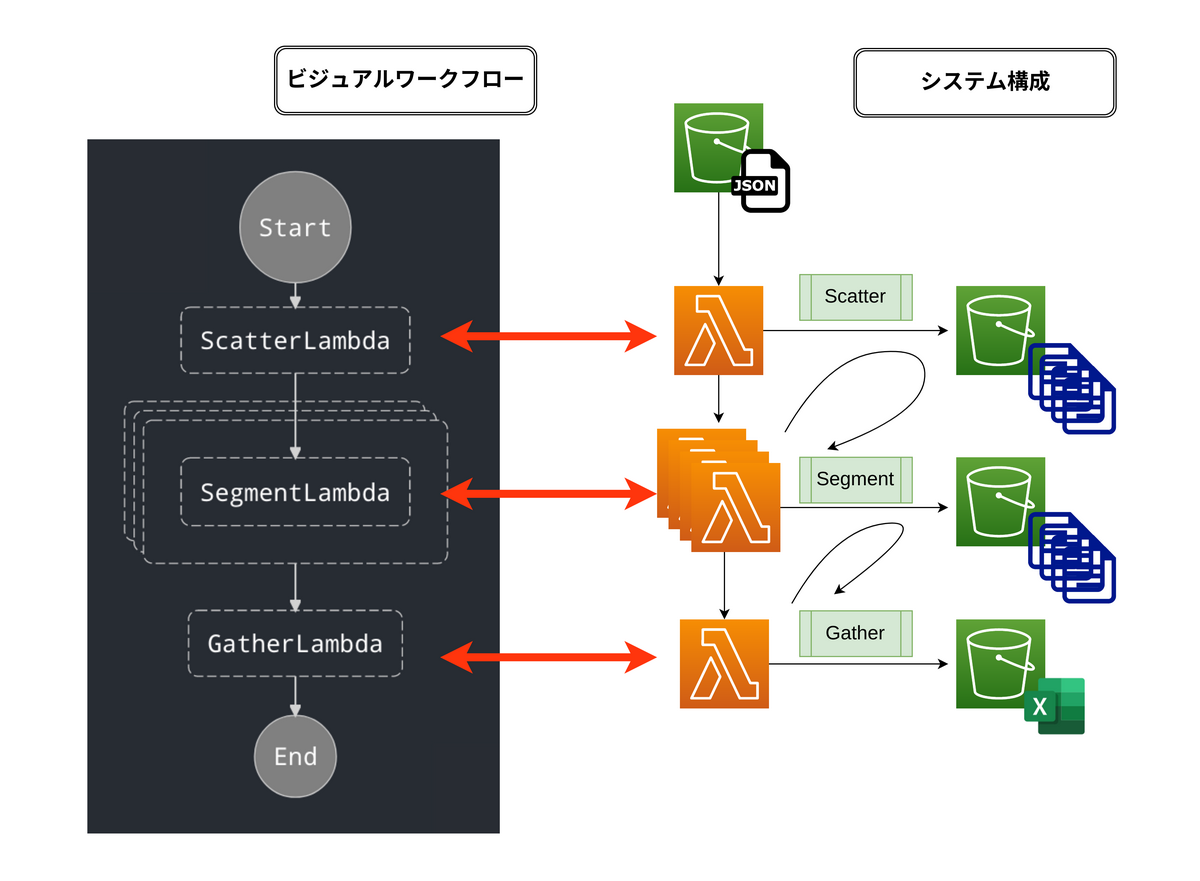 ビジュアルワークフロー
システム構成
Start
ScatterLambda
SegmentLambda
GatherLambda
End
JSON
Scatter
Segment
Gather
X